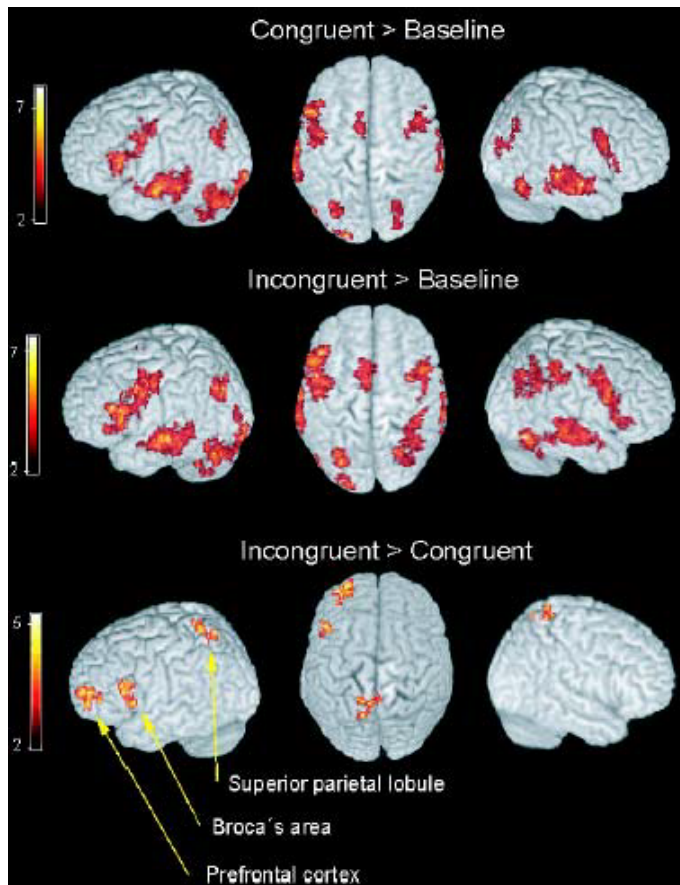 Congruent > Baseline
7
2
Incongruent > Baseline
7
2
Incongruent > Congruent
5
2
Superior parietal lobule
Broca´s area
Prefrontal cortex